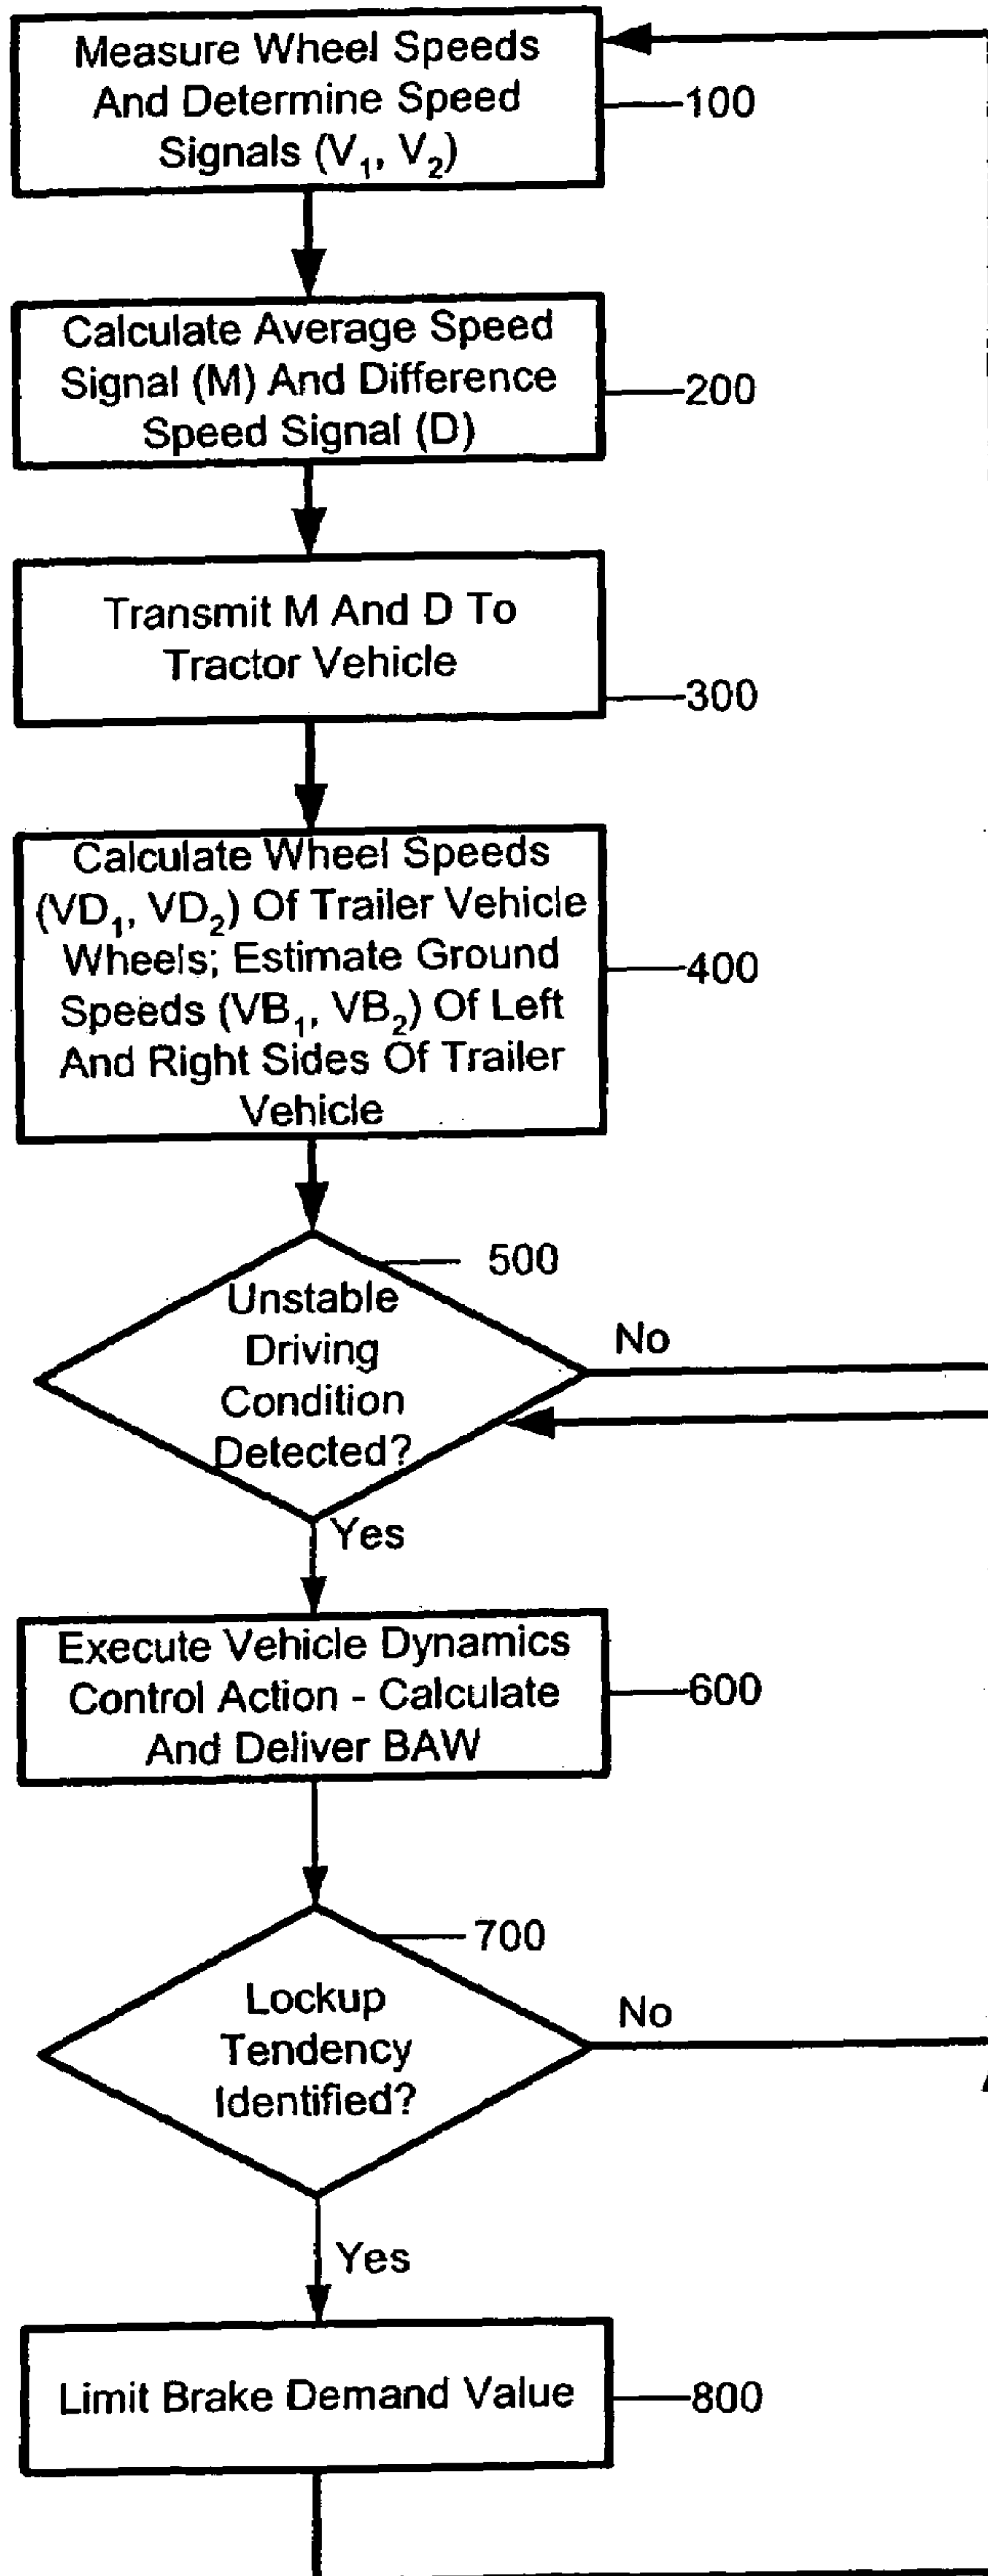 Measure Wheel Speeds
And Determine Speed
Signals (V₁, V₂)
100
Calculate Average Speed
Signal (M) And Difference
Speed Signal (D)
200
Transmit M And D To
Tractor Vehicle
300
Calculate Wheel Speeds
(VD₁, VD₂) Of Trailer Vehicle
Wheels; Estimate Ground
Speeds (VB₁, VB₂) Of Left
And Right Sides Of Trailer
Vehicle
400
500
Unstable
Driving
Condition
Detected?
No
Yes
Execute Vehicle Dynamics
Control Action - Calculate
And Deliver BAW
600
700
Lockup
Tendency
Identified?
No
Yes
Limit Brake Demand Value
800